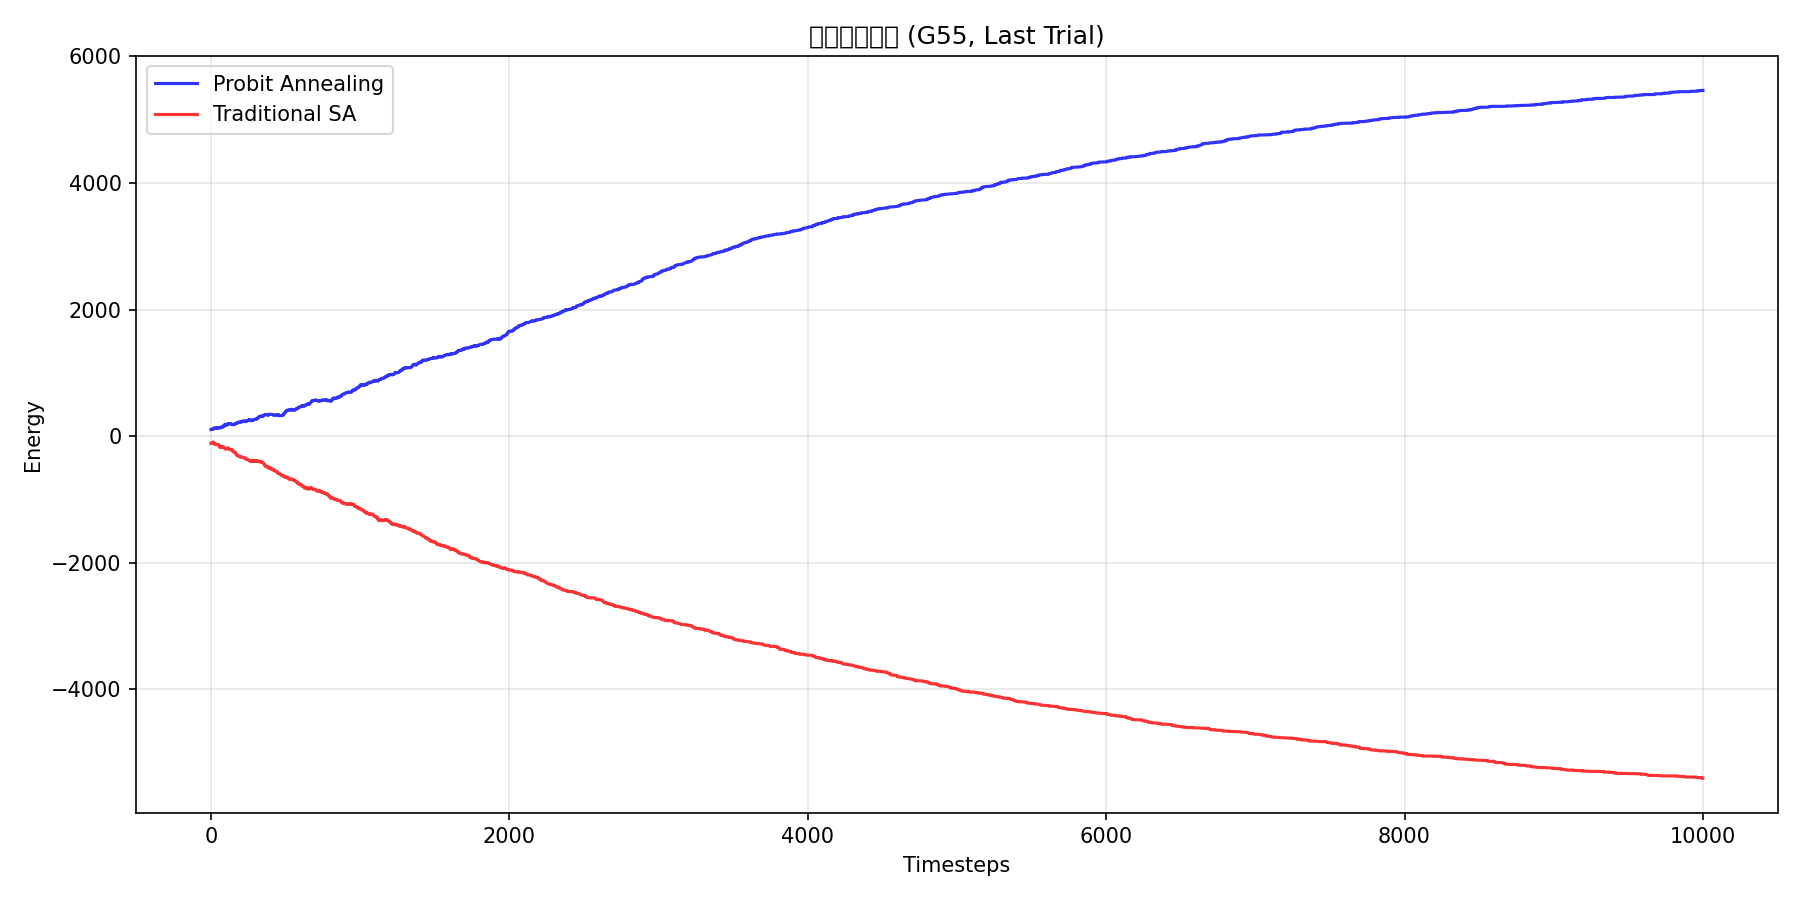 (G55, Last Trial)
6000
Probit Annealing
Traditional SA
4000
2000
0
−2000
−4000
Energy
0 2000 4000 6000 8000 10000
Timesteps